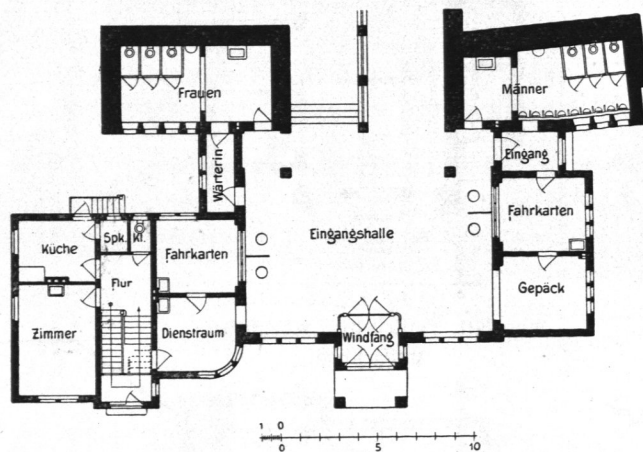 Frauen
Männer
Wärterin
Eingang
Spk.
Kl.
Küche
Fahrkarten
Eingangshalle
Fahrkarten
Flur
Gepäck
Zimmer
Dienstraum
Windfang
1 0
0 5 10